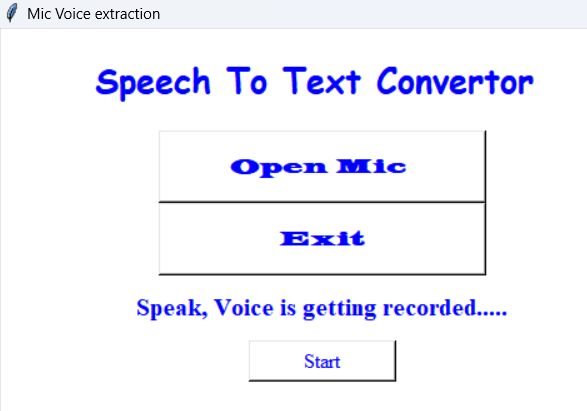 Mic Voice extraction
Speech To Text Convertor
Open Mic
Exit
Speak, Voice is getting recorded.....
Start